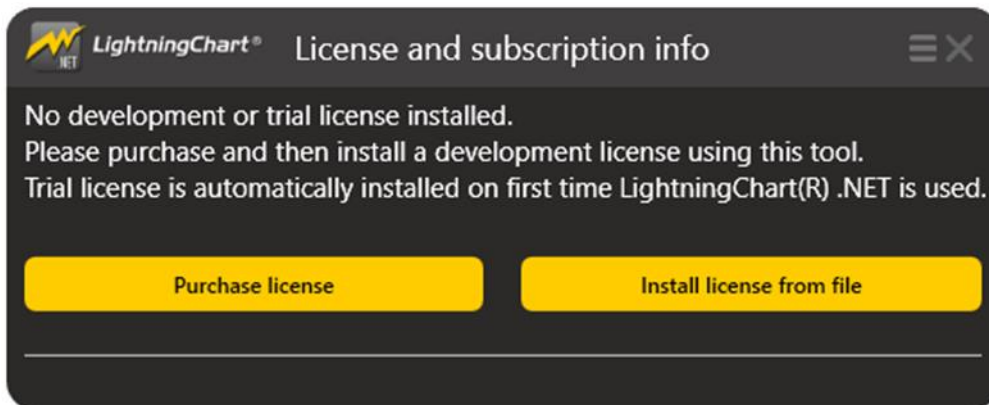 .NET LightningChart® License and subscription info
No development or trial license installed.
Please purchase and then install a development license using this tool.
Trial license is automatically installed on first time LightningChart(R) .NET is used.
Purchase license
Install license from file